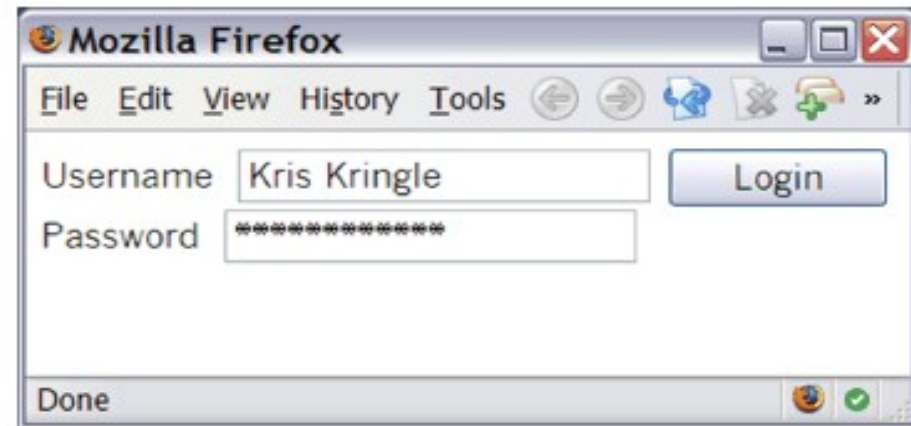 Mozilla Firefox
File Edit View History Tools »
Username Kris Kringle Login
Password ************
Done